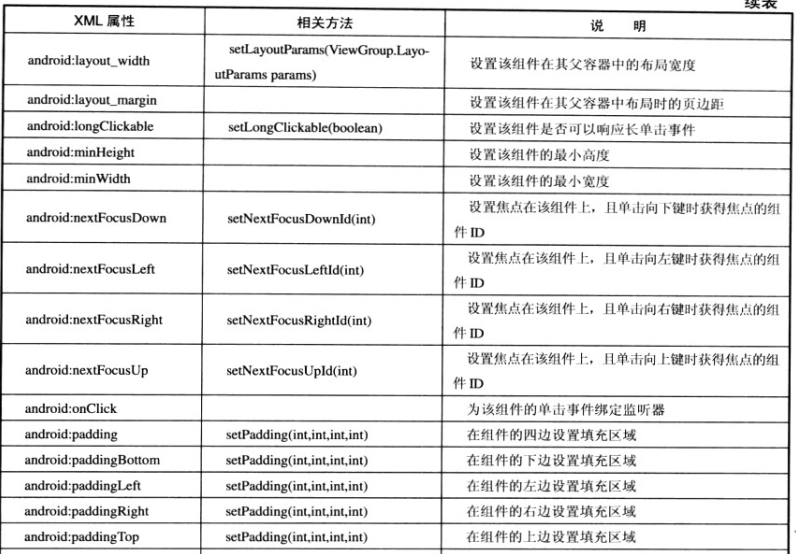 续表
XML 属性 相关方法 说 明
android:layout_width setLayoutParams(ViewGroup.Layo-
utParams params) 设置该组件在其父容器中的布局宽度
android:layout_margin 设置该组件在其父容器中布局时的页边距
android:longClickable setLongClickable(boolean) 设置该组件是否可以响应长单击事件
android:minHeight 设置该组件的最小高度
android:minWidth 设置该组件的最小宽度
android:nextFocusDown setNextFocusDownId(int) 设置焦点在该组件上，且单击向下键时获得焦点的组
件 ID
android:nextFocusLeft setNextFocusLeftId(int) 设置焦点在该组件上，且单击向左键时获得焦点的组
件 ID
android:nextFocusRight setNextFocusRightId(int) 设置焦点在该组件上，且单击向右键时获得焦点的组
件 ID
android:nextFocusUp setNextFocusUpId(int) 设置焦点在该组件上，且单击向上键时获得焦点的组
件 ID
android:onClick 为该组件的单击事件绑定监听器
android:padding setPadding(int,int,int,int) 在组件的四边设置填充区域
android:paddingBottom setPadding(int,int,int,int) 在组件的下边设置填充区域
android:paddingLeft setPadding(int,int,int,int) 在组件的左边设置填充区域
android:paddingRight setPadding(int,int,int,int) 在组件的右边设置填充区域
android:paddingTop setPadding(int,int,int,int) 在组件的上边设置填充区域